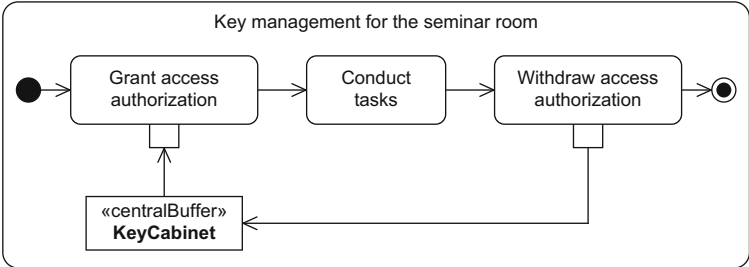 Key management for the seminar room
Grant access
authorization
Conduct
tasks
Withdraw access
authorization
«centralBuffer»
KeyCabinet